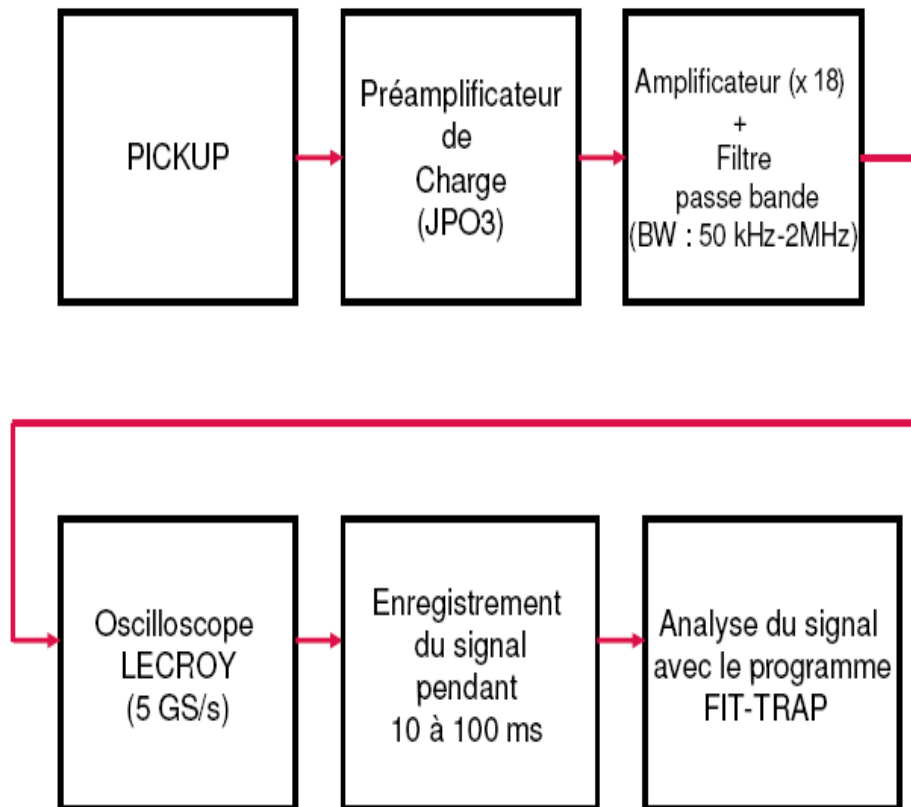 PICKUP
Préamplificateur
de
Charge
(JPO3)
Amplificateur (x 18)
+
Filtre
passe bande
(BW : 50 kHz-2MHz)
Oscilloscope
LECROY
(5 GS/s)
Enregistrement
du signal
pendant
10 à 100 ms
Analyse du signal
avec le programme
FIT-TRAP